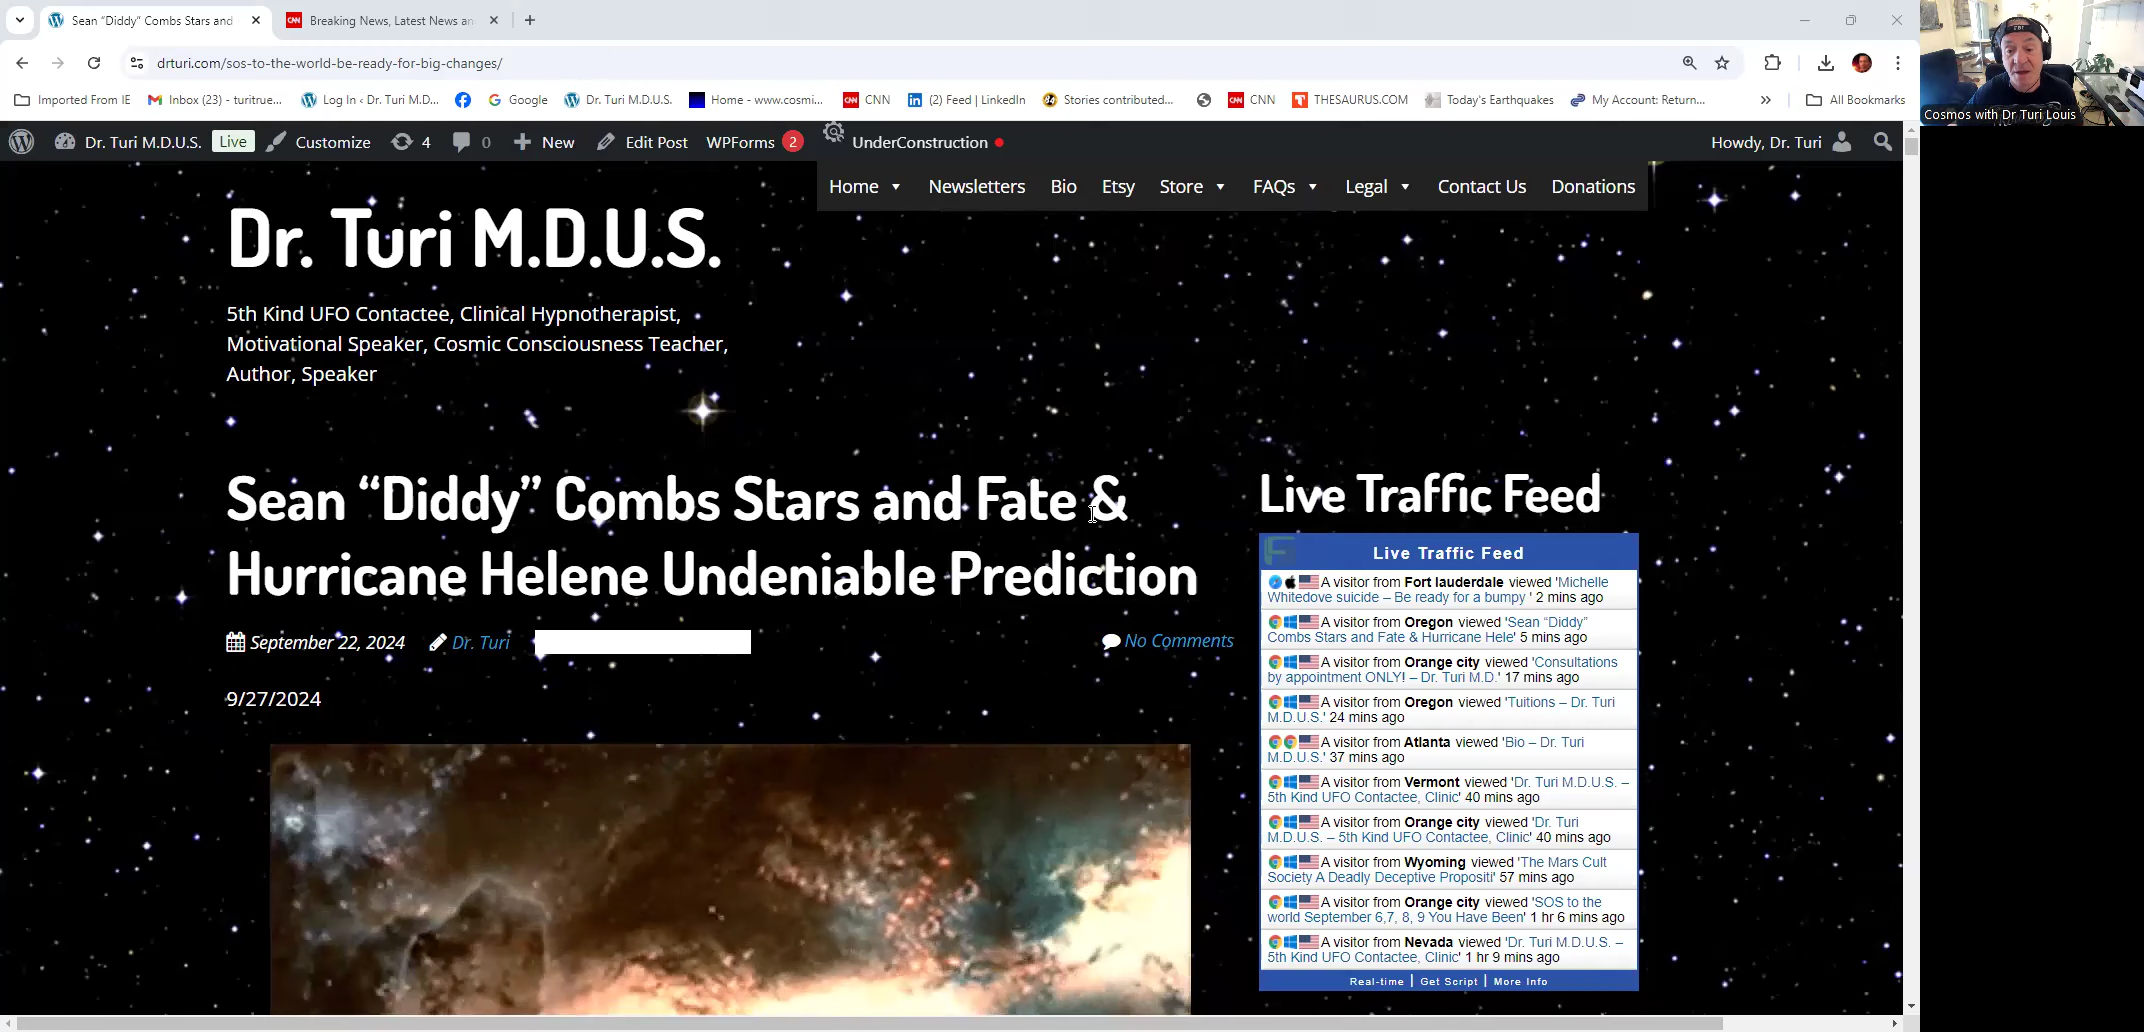 Sean “Diddy” Combs Stars and
Breaking News, Latest News an
drturi.com/sos-to-the-world-be-ready-for-big-changes/
Imported From IE
Inbox (23) - turitrue...
Log In ‹ Dr. Turi M.D...
Google
Dr. Turi M.D.U.S.
Home - www.cosmi...
CNN
(2) Feed | LinkedIn
Stories contributed...
CNN
THESAURUS.COM
Today's Earthquakes
My Account: Return...
»
All Bookmarks
Cosmos with Dr Turi Louis
Dr. Turi M.D.U.S.
Live
Customize
4
0
New
Edit Post
WPForms 2
UnderConstruction
Howdy, Dr. Turi
Home
Newsletters
Bio
Etsy
Store
FAQs
Legal
Contact Us
Donations
Dr. Turi M.D.U.S.
5th Kind UFO Contactee, Clinical Hypnotherapist,
Motivational Speaker, Cosmic Consciousness Teacher,
Author, Speaker
Sean “Diddy” Combs Stars and Fate &
Hurricane Helene Undeniable Prediction
September 22, 2024
Dr. Turi
No Comments
9/27/2024
Live Traffic Feed
Live Traffic Feed
A visitor from Fort lauderdale viewed 'Michelle
Whitedove suicide – Be ready for a bumpy ' 2 mins ago
A visitor from Oregon viewed 'Sean “Diddy”
Combs Stars and Fate & Hurricane Hele' 5 mins ago
A visitor from Orange city viewed 'Consultations
by appointment ONLY! – Dr. Turi M.D.' 17 mins ago
A visitor from Oregon viewed 'Tuitions – Dr. Turi
M.D.U.S.' 24 mins ago
A visitor from Atlanta viewed 'Bio – Dr. Turi
M.D.U.S.' 37 mins ago
A visitor from Vermont viewed 'Dr. Turi M.D.U.S. –
5th Kind UFO Contactee, Clinic' 40 mins ago
A visitor from Orange city viewed 'Dr. Turi
M.D.U.S. – 5th Kind UFO Contactee, Clinic' 40 mins ago
A visitor from Wyoming viewed 'The Mars Cult
Society A Deadly Deceptive Propositi' 57 mins ago
A visitor from Orange city viewed 'SOS to the
world September 6,7, 8, 9 You Have Been' 1 hr 6 mins ago
A visitor from Nevada viewed 'Dr. Turi M.D.U.S. –
5th Kind UFO Contactee, Clinic' 1 hr 9 mins ago
Real-time | Get Script | More Info